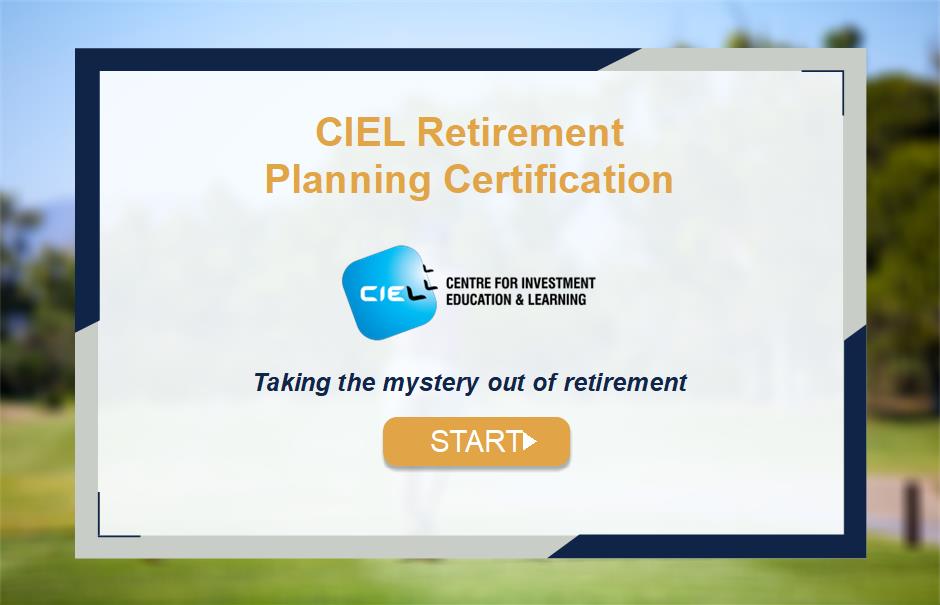 CIEL Retirement
Planning Certification
CIEL
CENTRE FOR INVESTMENT
EDUCATION & LEARNING
Taking the mystery out of retirement
START